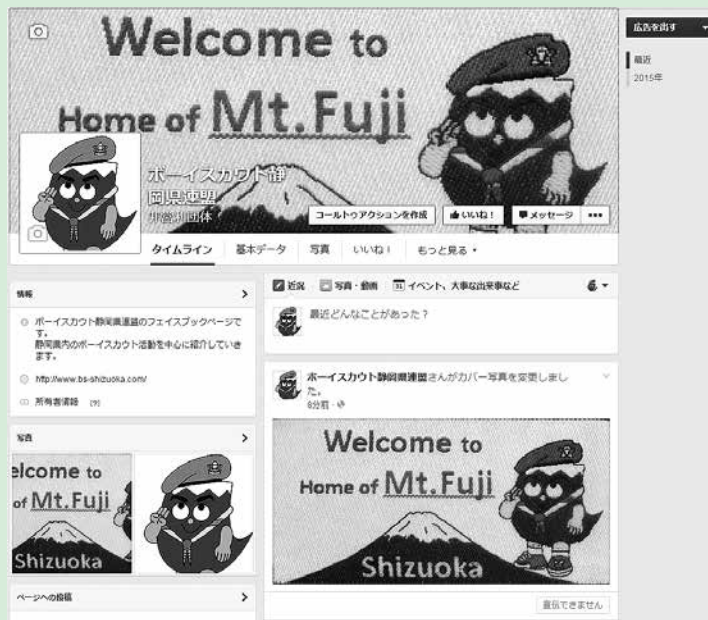 Welcome to
Home of Mt.Fuji
ボーイスカウト静
岡県連盟
非営利団体
コールトゥアクションを作成
いいね!
メッセージ
タイムライン
基本データ
写真
いいね!
もっと見る
広告を出す
最近
2015年
情報
ボーイスカウト静岡県連盟のフェイスブックページで
す。
静岡県内のボーイスカウト活動を中心に紹介していき
ます。
http://www.bs-shizuoka.com/
所有者情報 [?]
写真
elcome to
of Mt.Fuji
Shizuoka
ページへの投稿
近況
写真・動画
31 イベント、大事な出来事など
最近どんなことがあった?
ボーイスカウト静岡県連盟さんがカバー写真を変更しまし
た。
8分前
Welcome to
Home of Mt.Fuji
Shizuoka
宣伝できません